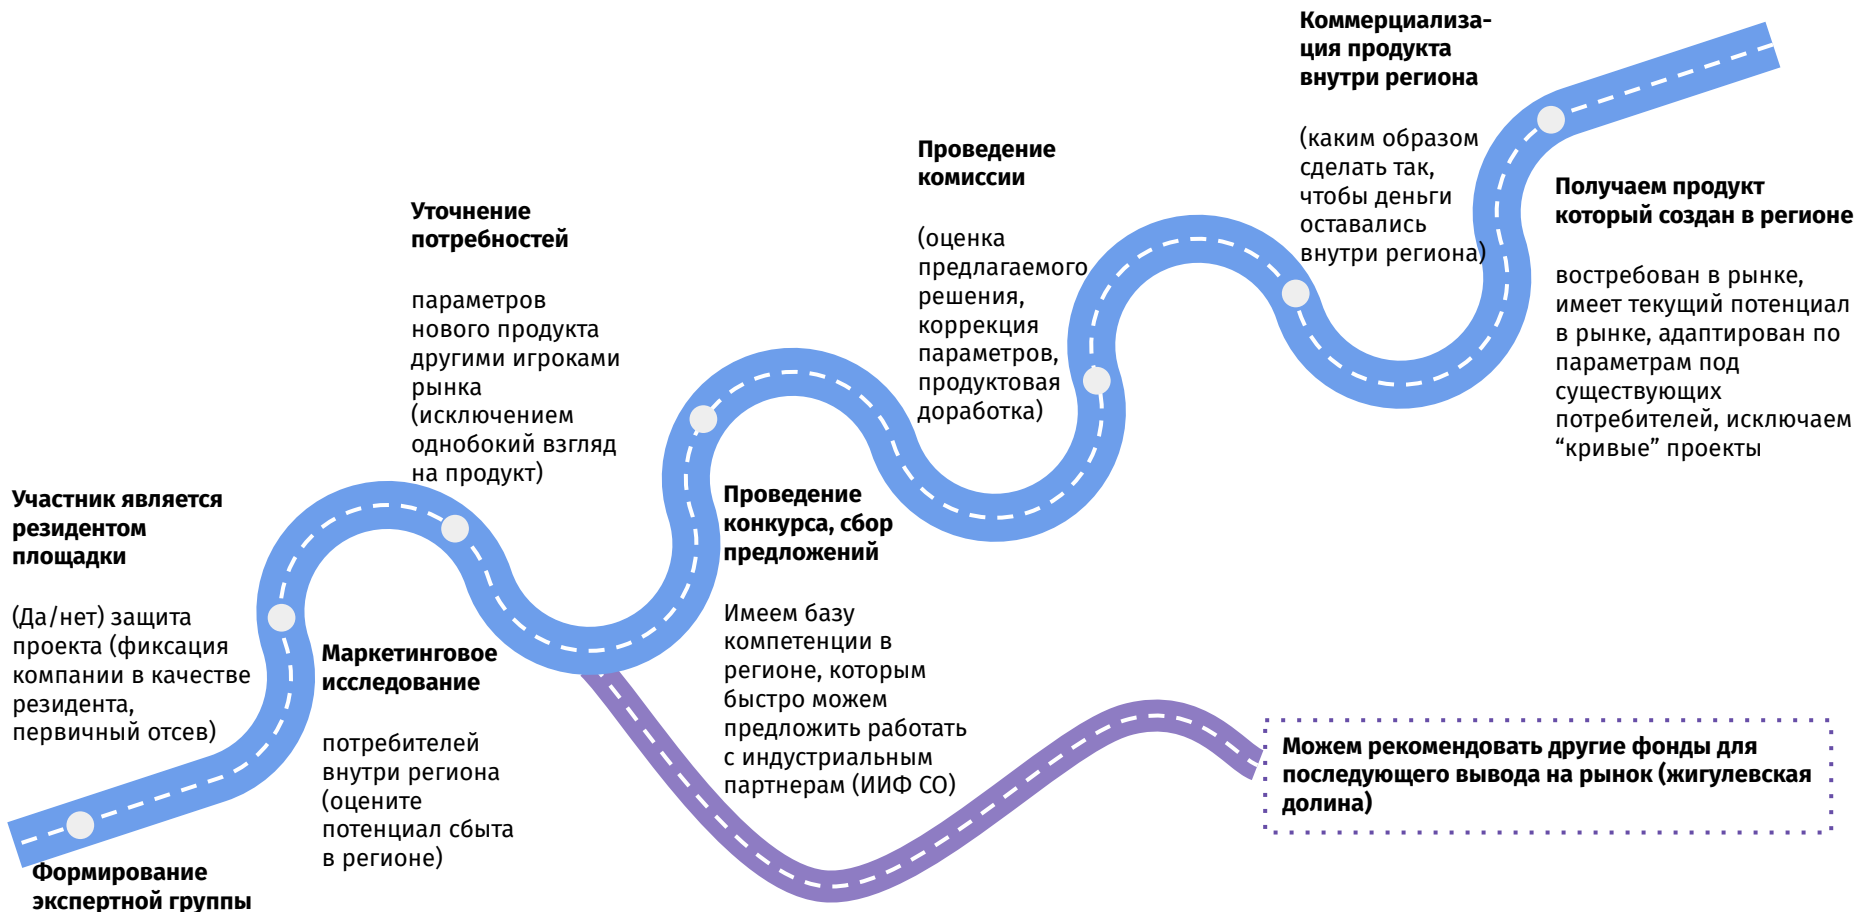 Формирование
экспертной группы
Участник является
резидентом
площадки
(Да/нет) защита
проекта (фиксация
компании в качестве
резидента,
первичный отсев)
Маркетинговое
исследование
потребителей
внутри региона
(оцените
потенциал сбыта
в регионе)
Уточнение
потребностей
параметров
нового продукта
другими игроками
рынка
(исключением
однобокий взгляд
на продукт)
Проведение
конкурса, сбор
предложений
Имеем базу
компетенции в
регионе, которым
быстро можем
предложить работать
с индустриальным
партнерам (ИИФ СО)
Проведение
комиссии
(оценка
предлагаемого
решения,
коррекция
параметров,
продуктовая
доработка)
Коммерциализа-
ция продукта
внутри региона
(каким образом
сделать так,
чтобы деньги
оставались
внутри региона)
Получаем продукт
который создан в регионе
востребован в рынке,
имеет текущий потенциал
в рынке, адаптирован по
параметрам под
существующих
потребителей, исключаем
“кривые” проекты
Можем рекомендовать другие фонды для
последующего вывода на рынок (жигулевская
долина)